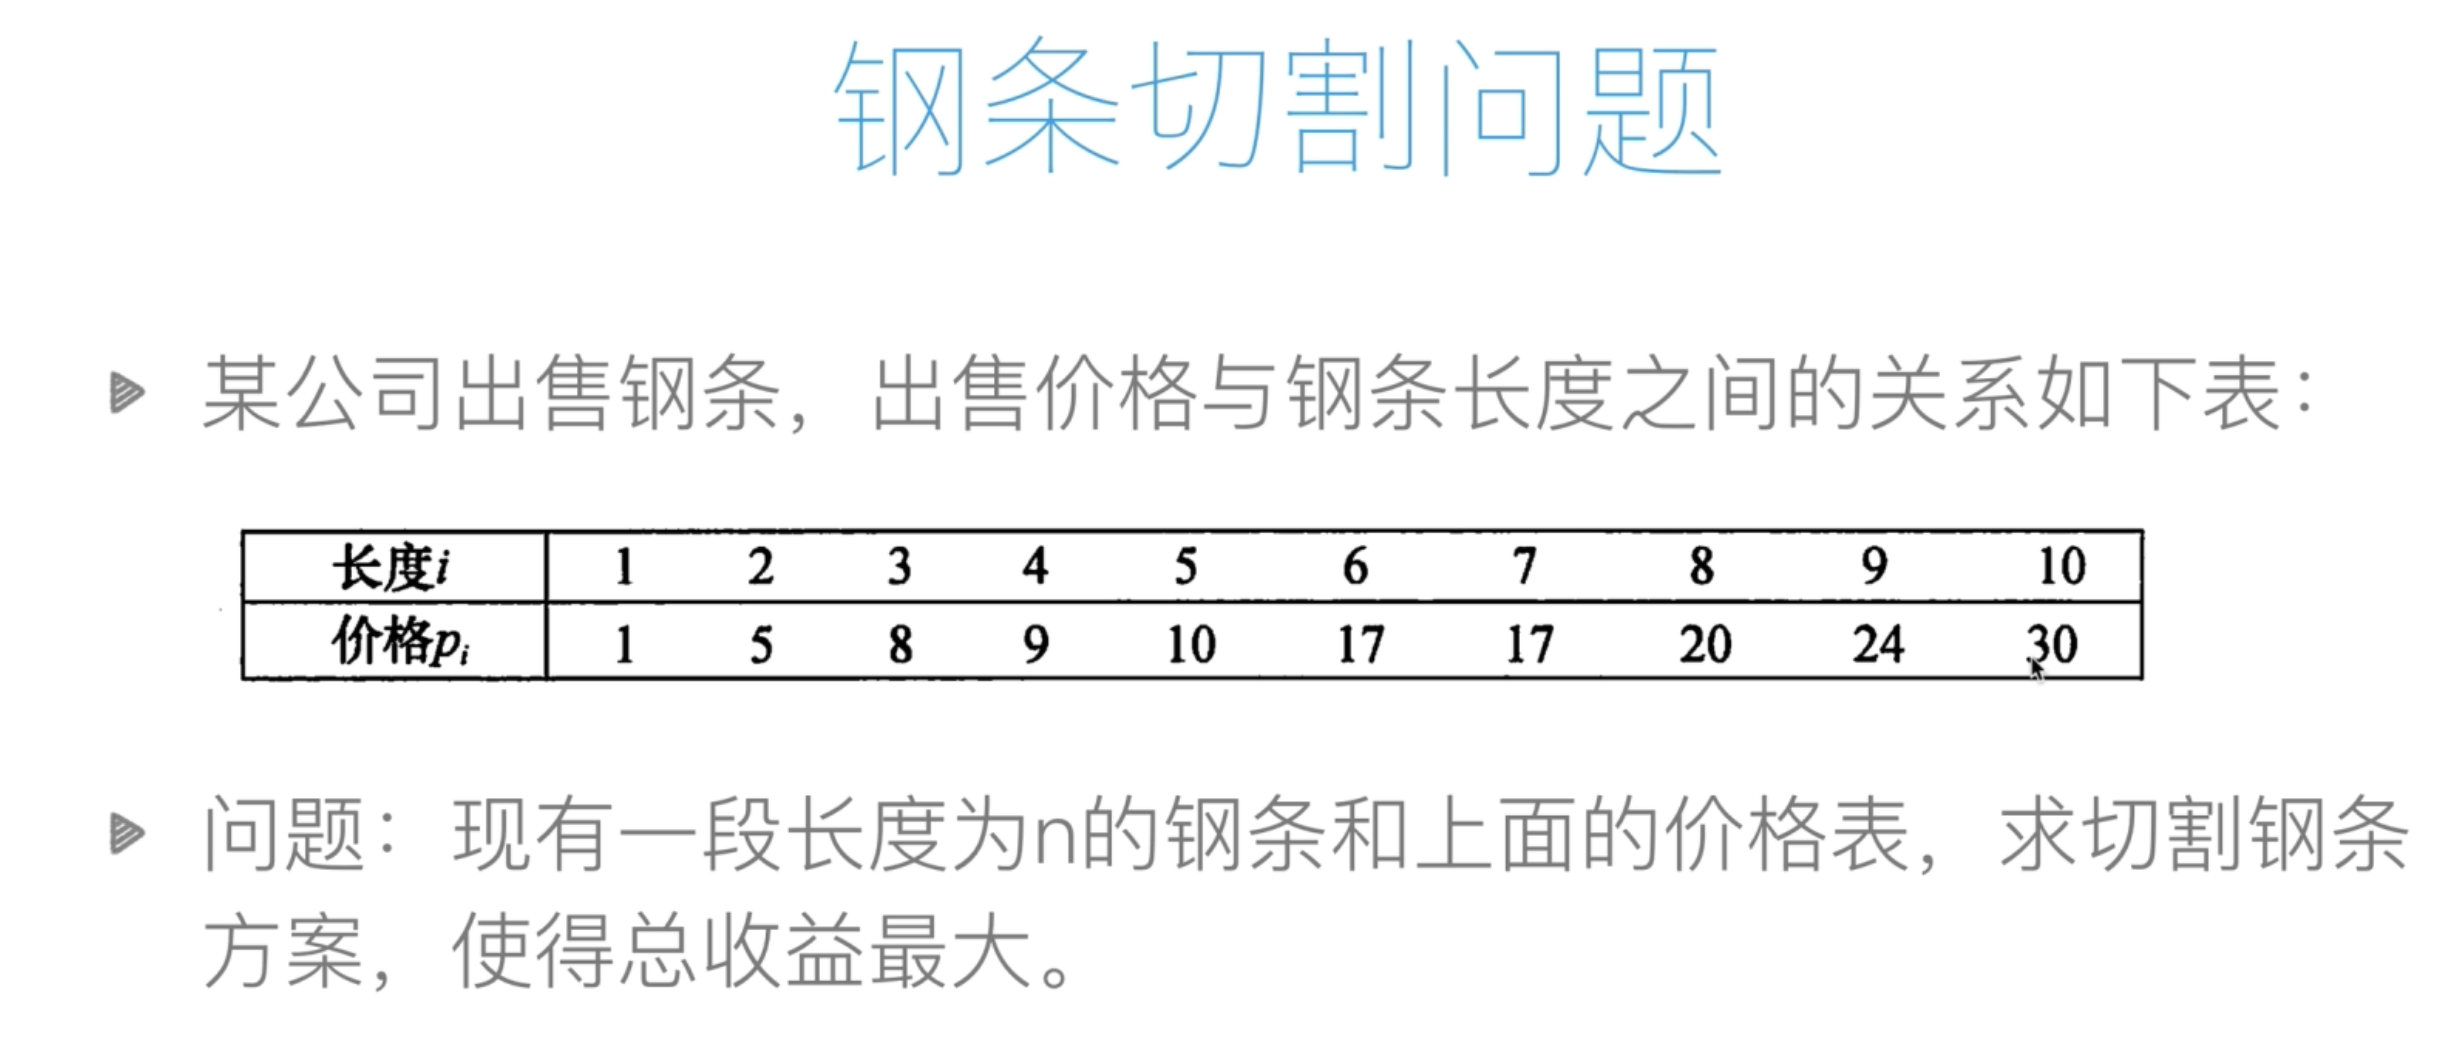 钢条切割问题
某公司出售钢条，出售价格与钢条长度之间的关系如下表：
长度i 1 2 3 4 5 6 7 8 9 10
价格pi 1 5 8 9 10 17 17 20 24 30
问题：现有一段长度为n的钢条和上面的价格表，求切割钢条
方案，使得总收益最大。